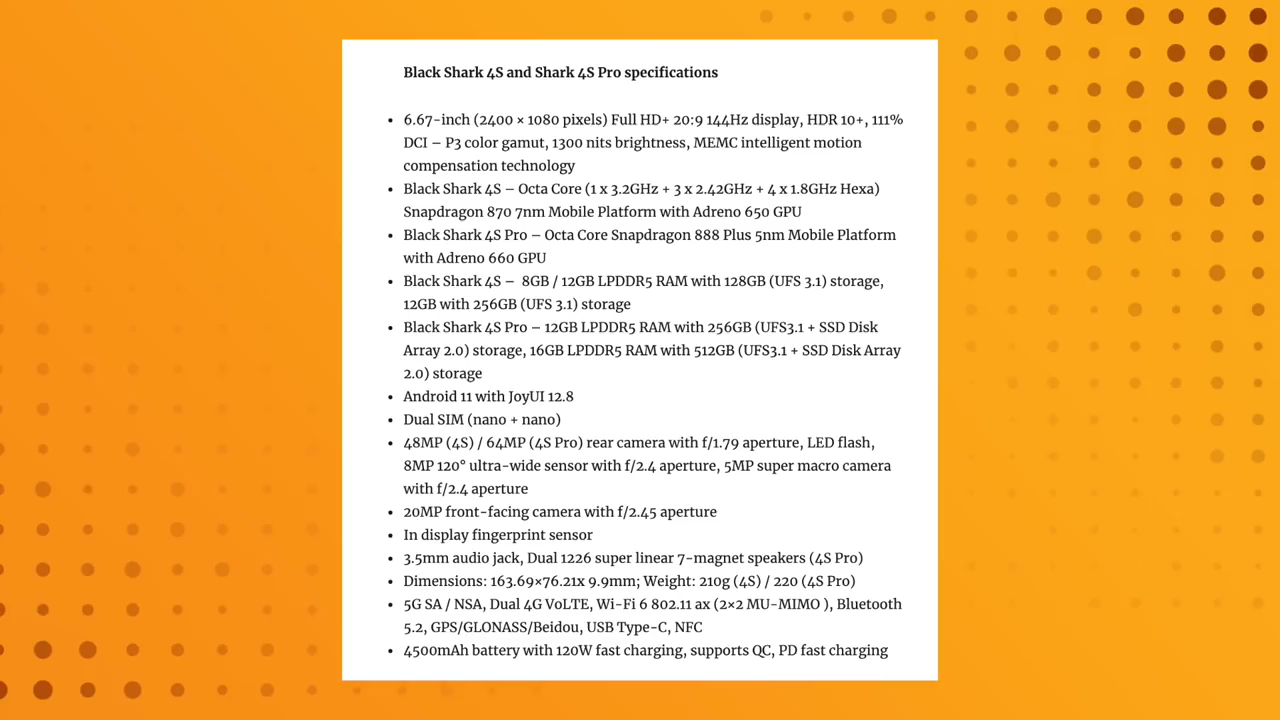 Black Shark 4S and Shark 4S Pro specifications
• 6.67-inch (2400 × 1080 pixels) Full HD+ 20:9 144Hz display, HDR 10+, 111%
DCI – P3 color gamut, 1300 nits brightness, MEMC intelligent motion
compensation technology
• Black Shark 4S – Octa Core (1 x 3.2GHz + 3 x 2.42GHz + 4 x 1.8GHz Hexa)
Snapdragon 870 7nm Mobile Platform with Adreno 650 GPU
• Black Shark 4S Pro – Octa Core Snapdragon 888 Plus 5nm Mobile Platform
with Adreno 660 GPU
• Black Shark 4S –  8GB / 12GB LPDDR5 RAM with 128GB (UFS 3.1) storage,
12GB with 256GB (UFS 3.1) storage
• Black Shark 4S Pro – 12GB LPDDR5 RAM with 256GB (UFS3.1 + SSD Disk
Array 2.0) storage, 16GB LPDDR5 RAM with 512GB (UFS3.1 + SSD Disk Array
2.0) storage
• Android 11 with JoyUI 12.8
• Dual SIM (nano + nano)
• 48MP (4S) / 64MP (4S Pro) rear camera with f/1.79 aperture, LED flash,
8MP 120° ultra-wide sensor with f/2.4 aperture, 5MP super macro camera
with f/2.4 aperture
• 20MP front-facing camera with f/2.45 aperture
• In display fingerprint sensor
• 3.5mm audio jack, Dual 1226 super linear 7-magnet speakers (4S Pro)
• Dimensions: 163.69×76.21x 9.9mm; Weight: 210g (4S) / 220 (4S Pro)
• 5G SA / NSA, Dual 4G VoLTE, Wi-Fi 6 802.11 ax (2×2 MU-MIMO ), Bluetooth
5.2, GPS/GLONASS/Beidou, USB Type-C, NFC
• 4500mAh battery with 120W fast charging, supports QC, PD fast charging